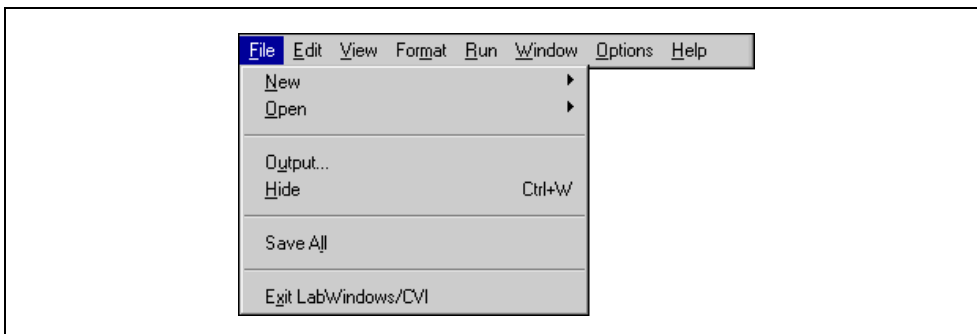 File Edit View Format Run Window Options Help
New
Open
Output...
Hide Ctrl+W
Save All
Exit LabWindows/CVI